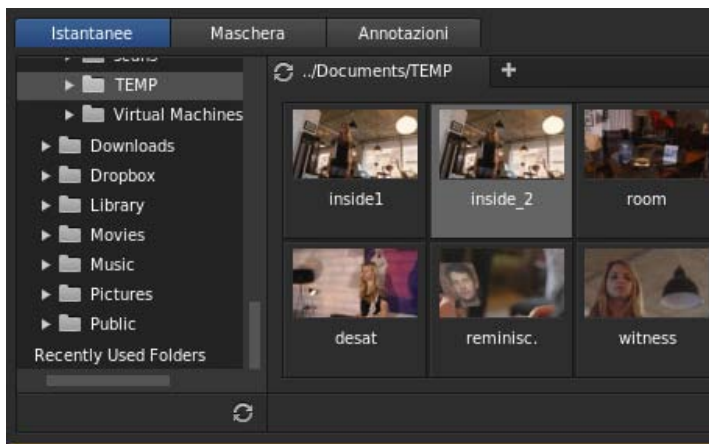 Istantanee Maschera Annotazioni
scans
TEMP
Virtual Machines
Downloads
Dropbox
Library
Movies
Music
Pictures
Public
Recently Used Folders
../Documents/TEMP +
inside1 inside_2 room
desat reminisc. witness